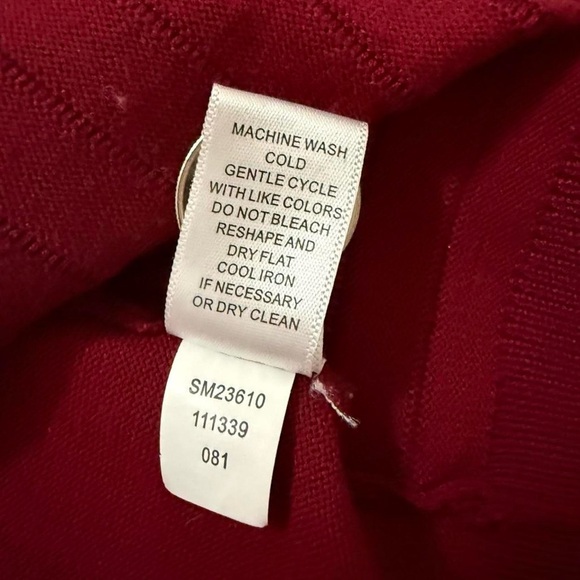 MACHINE WASH
COLD
GENTLE CYCLE
WITH LIKE COLORS
DO NOT BLEACH
RESHAPE AND
DRY FLAT
COOL IRON
IF NECESSARY
OR DRY CLEAN
SM23610
111339
081